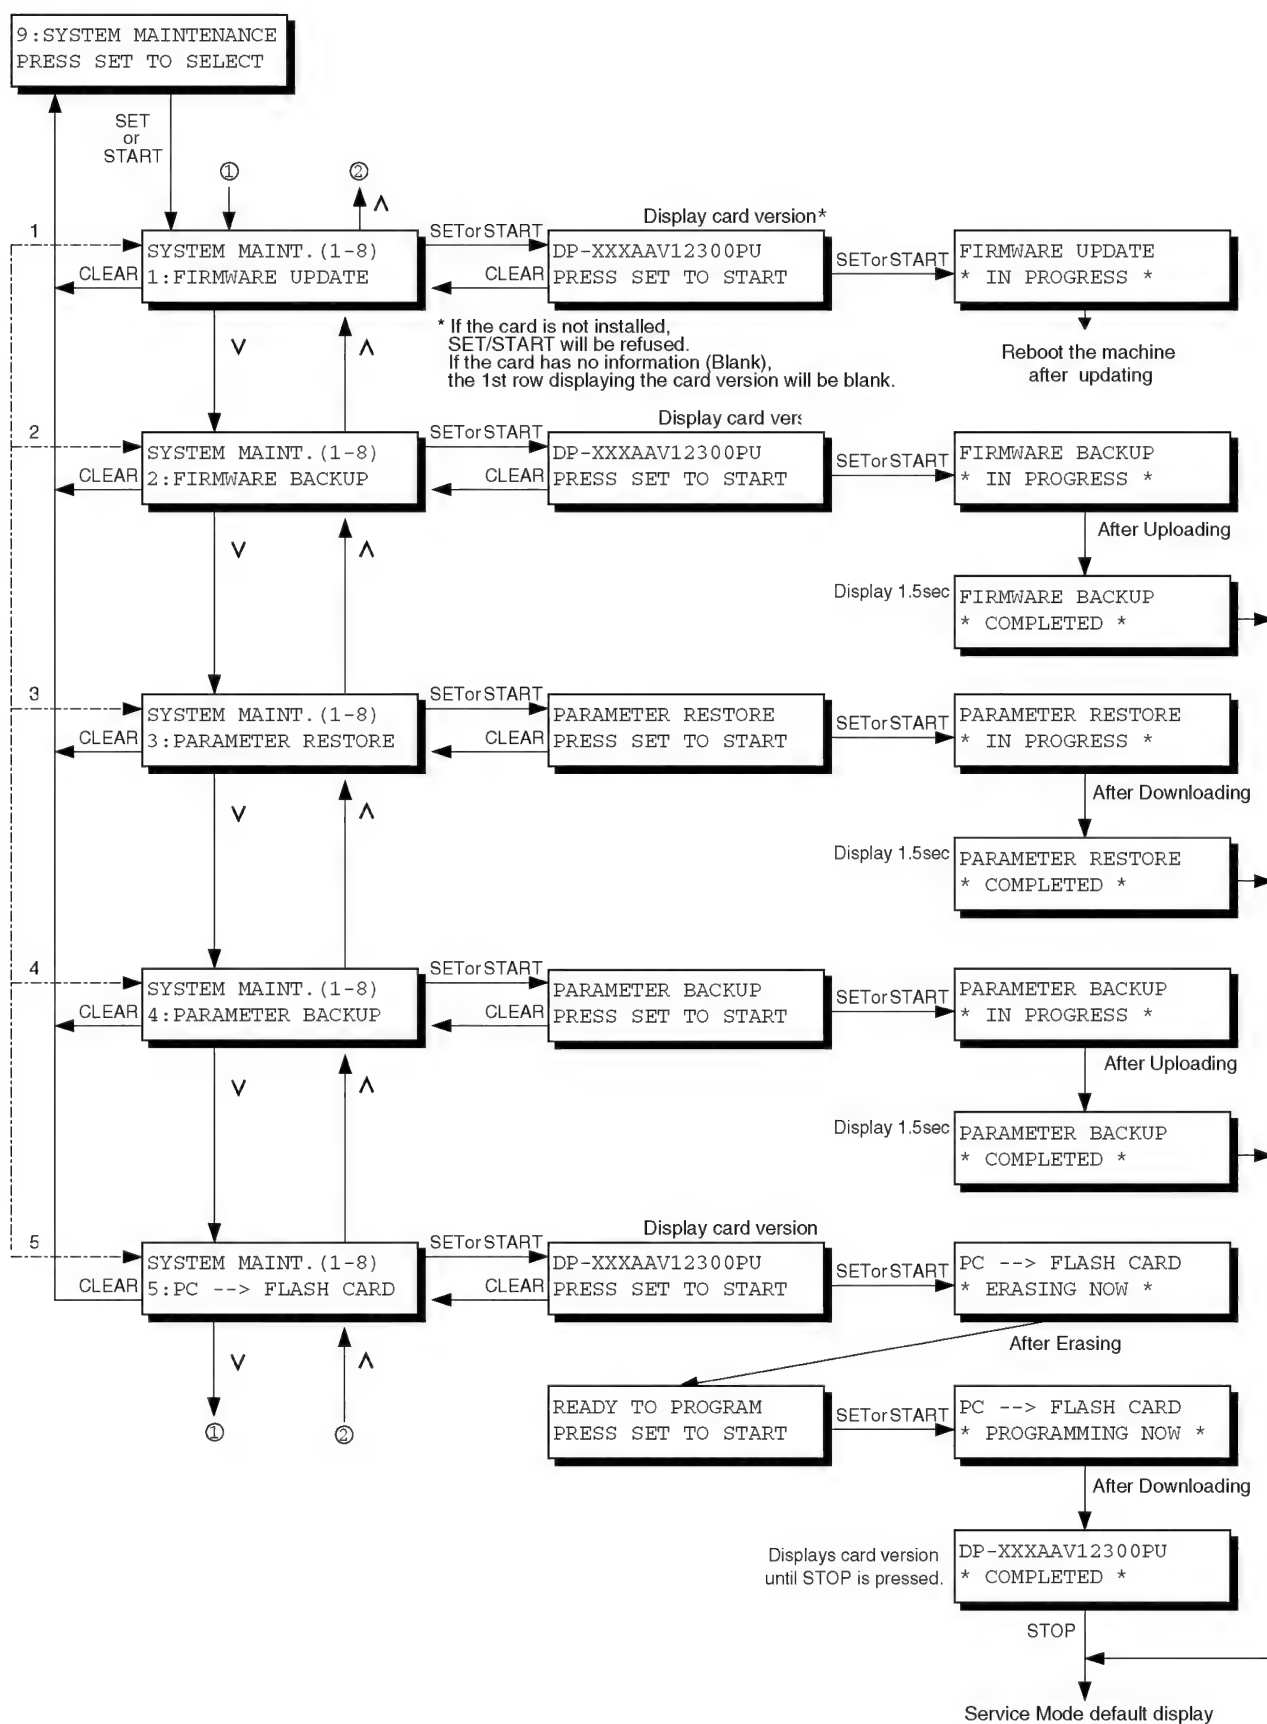 9:SYSTEM MAINTENANCE
PRESS SET TO SELECT
SET
or
START
①
②
∧
1
SYSTEM MAINT.(1-8)
1:FIRMWARE UPDATE
CLEAR
SETorSTART
CLEAR
Display card version*
DP-XXXAAV12300PU
PRESS SET TO START
SETorSTART
FIRMWARE UPDATE
* IN PROGRESS *
Reboot the machine
after updating
* If the card is not installed,
SET/START will be refused.
If the card has no information (Blank),
the 1st row displaying the card version will be blank.
∨
∧
2
SYSTEM MAINT.(1-8)
2:FIRMWARE BACKUP
CLEAR
SETorSTART
CLEAR
Display card vers
DP-XXXAAV12300PU
PRESS SET TO START
SETorSTART
FIRMWARE BACKUP
* IN PROGRESS *
After Uploading
Display 1.5sec
FIRMWARE BACKUP
* COMPLETED *
∨
∧
3
SYSTEM MAINT.(1-8)
3:PARAMETER RESTORE
CLEAR
SETorSTART
CLEAR
PARAMETER RESTORE
PRESS SET TO START
SETorSTART
PARAMETER RESTORE
* IN PROGRESS *
After Downloading
Display 1.5sec
PARAMETER RESTORE
* COMPLETED *
∨
∧
4
SYSTEM MAINT.(1-8)
4:PARAMETER BACKUP
CLEAR
SETorSTART
CLEAR
PARAMETER BACKUP
PRESS SET TO START
SETorSTART
PARAMETER BACKUP
* IN PROGRESS *
After Uploading
Display 1.5sec
PARAMETER BACKUP
* COMPLETED *
∨
∧
5
SYSTEM MAINT.(1-8)
5:PC --> FLASH CARD
CLEAR
SETorSTART
CLEAR
Display card version
DP-XXXAAV12300PU
PRESS SET TO START
SETorSTART
PC --> FLASH CARD
* ERASING NOW *
After Erasing
∨
∧
①
②
READY TO PROGRAM
PRESS SET TO START
SETorSTART
PC --> FLASH CARD
* PROGRAMMING NOW *
After Downloading
Displays card version
until STOP is pressed.
DP-XXXAAV12300PU
* COMPLETED *
STOP
Service Mode default display